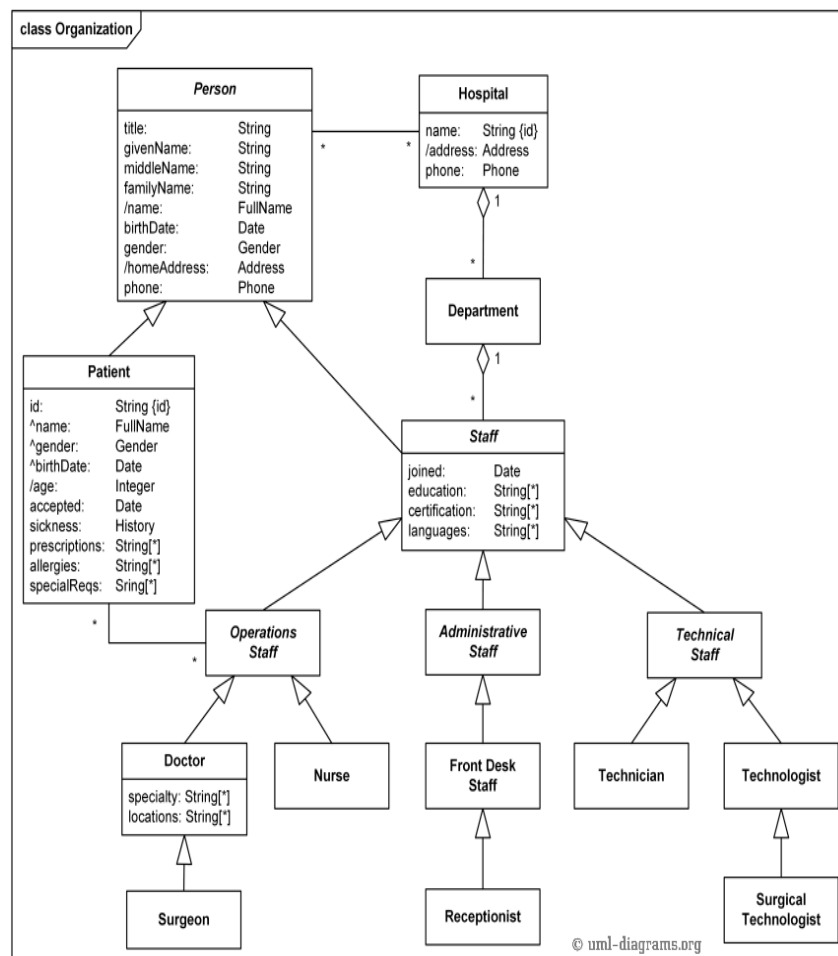 class Organization
Person
title: String
givenName: String
middleName: String
familyName: String
/name: FullName
birthDate: Date
gender: Gender
/homeAddress: Address
phone: Phone
Hospital
name: String {id}
/address: Address
phone: Phone
*
*
1
*
Department
1
*
Patient
id: String {id}
^name: FullName
^gender: Gender
^birthDate: Date
/age: Integer
accepted: Date
sickness: History
prescriptions: String[*]
allergies: String[*]
specialReqs: Sring[*]
Staff
joined: Date
education: String[*]
certification: String[*]
languages: String[*]
*
*
Operations
Staff
Administrative
Staff
Technical
Staff
Doctor
specialty: String[*]
locations: String[*]
Nurse
Front Desk
Staff
Technician
Technologist
Surgeon
Receptionist
Surgical
Technologist
© uml-diagrams.org